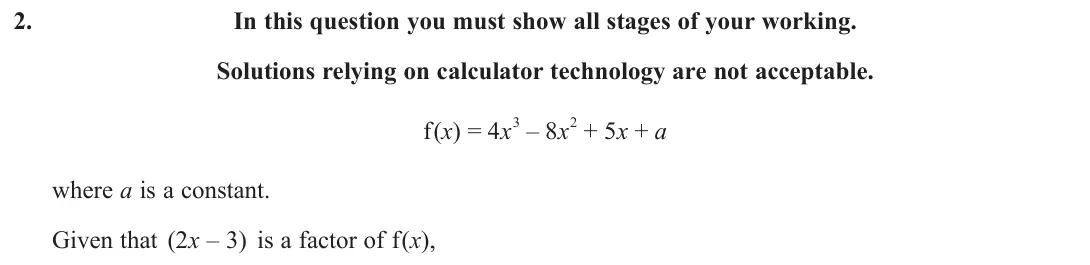 2. In this question you must show all stages of your working.
Solutions relying on calculator technology are not acceptable.
f(x) = 4x³ – 8x² + 5x + a
where a is a constant.
Given that (2x – 3) is a factor of f(x),